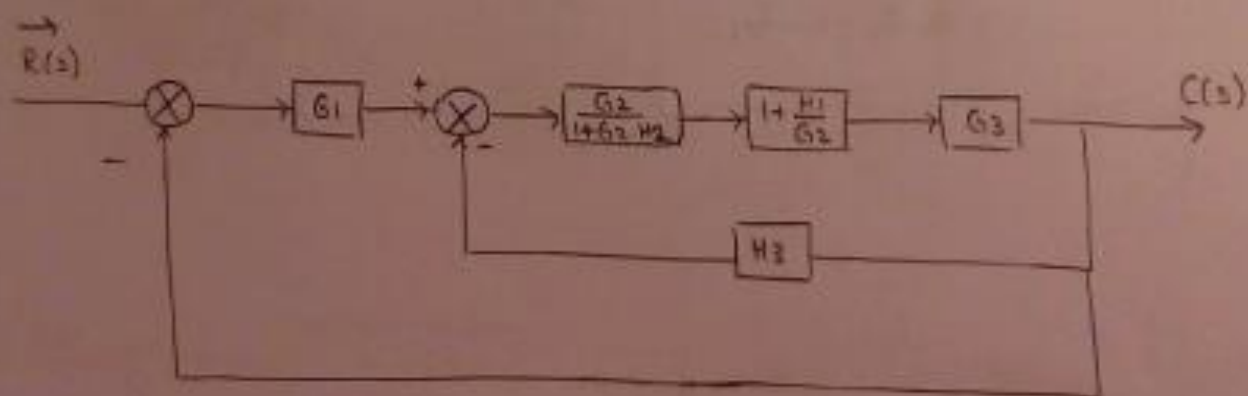 R(s)
G1
+
-
G2
1+G2 H2
1+ H1
G2
G3
C(s)
-
H3